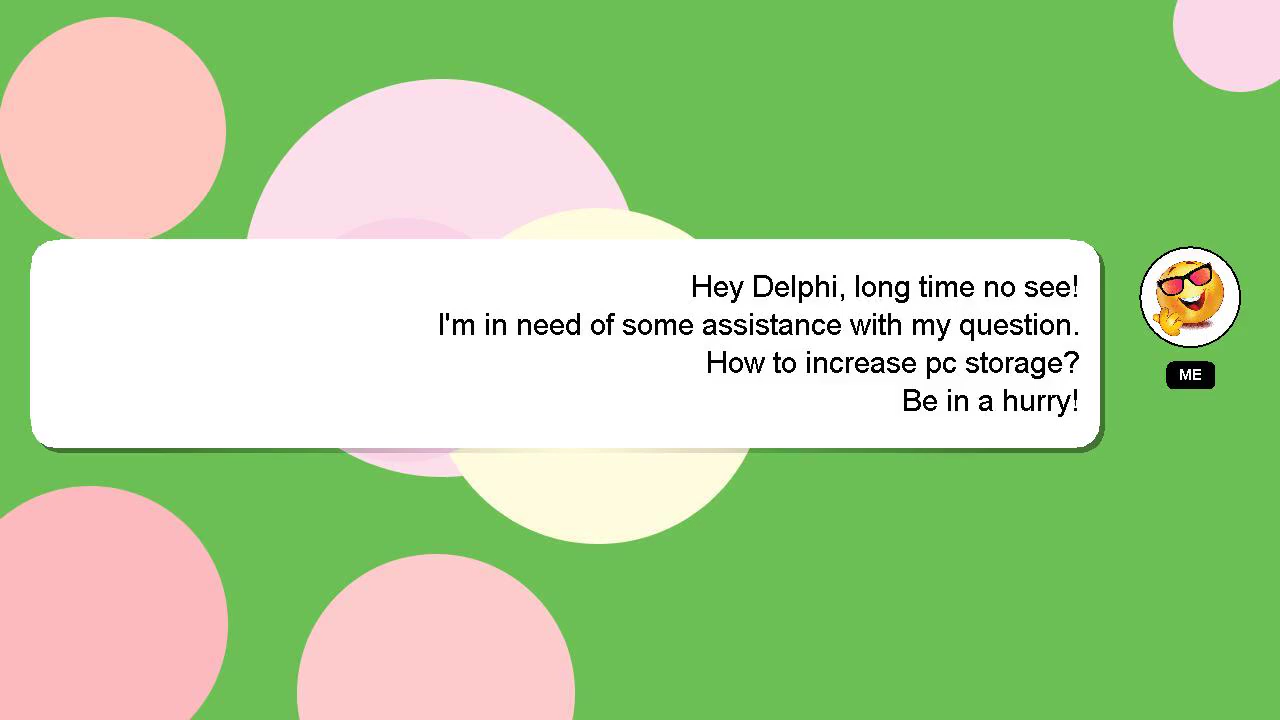 Hey Delphi, long time no see!
I'm in need of some assistance with my question.
How to increase pc storage?
Be in a hurry!
ME